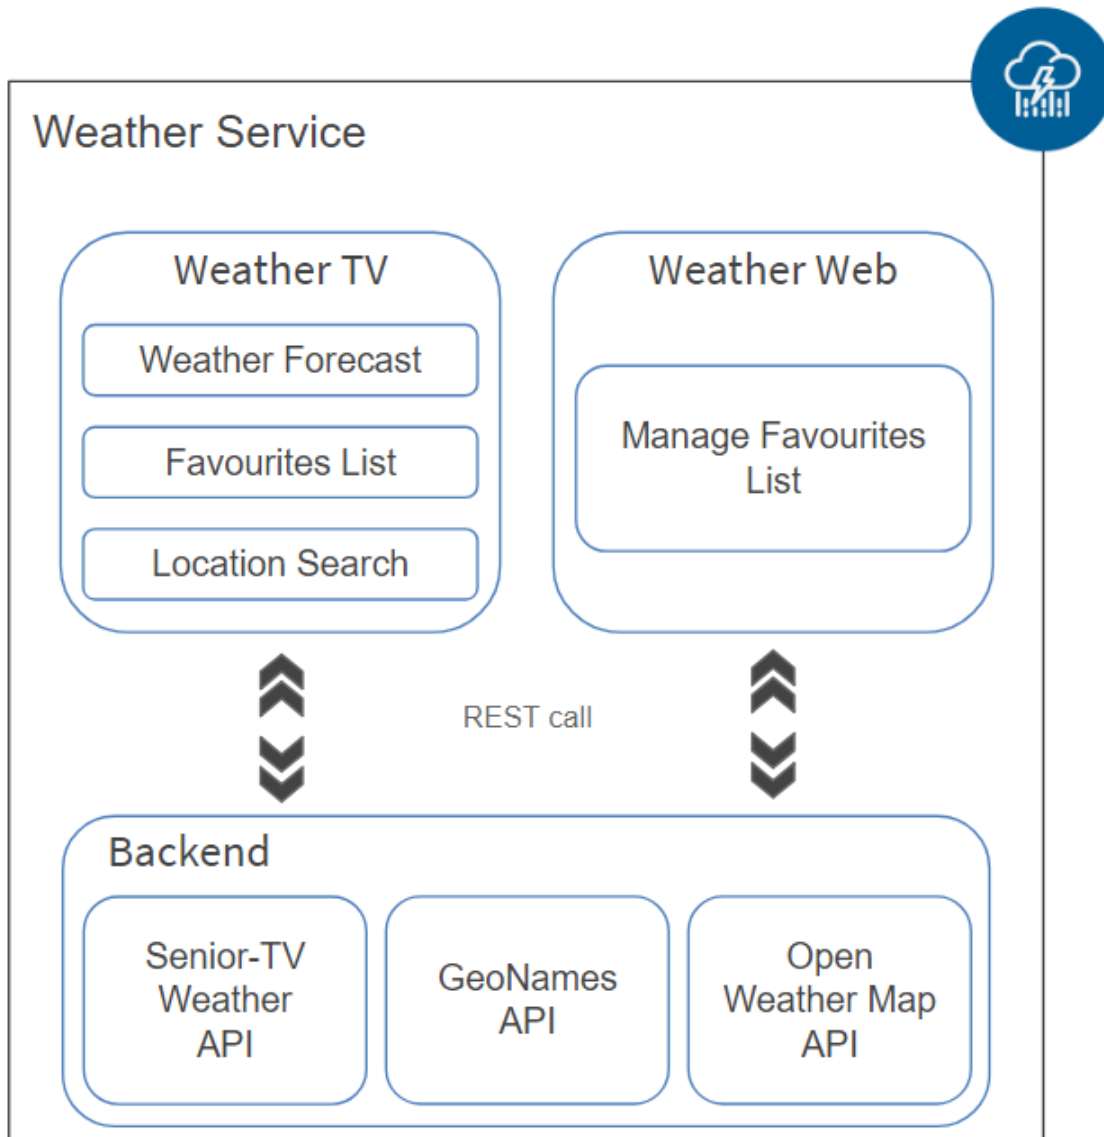 Weather Service
Weather TV
Weather Forecast
Favourites List
Location Search
Weather Web
Manage Favourites
List
REST call
Backend
Senior-TV
Weather
API
GeoNames
API
Open
Weather Map
API